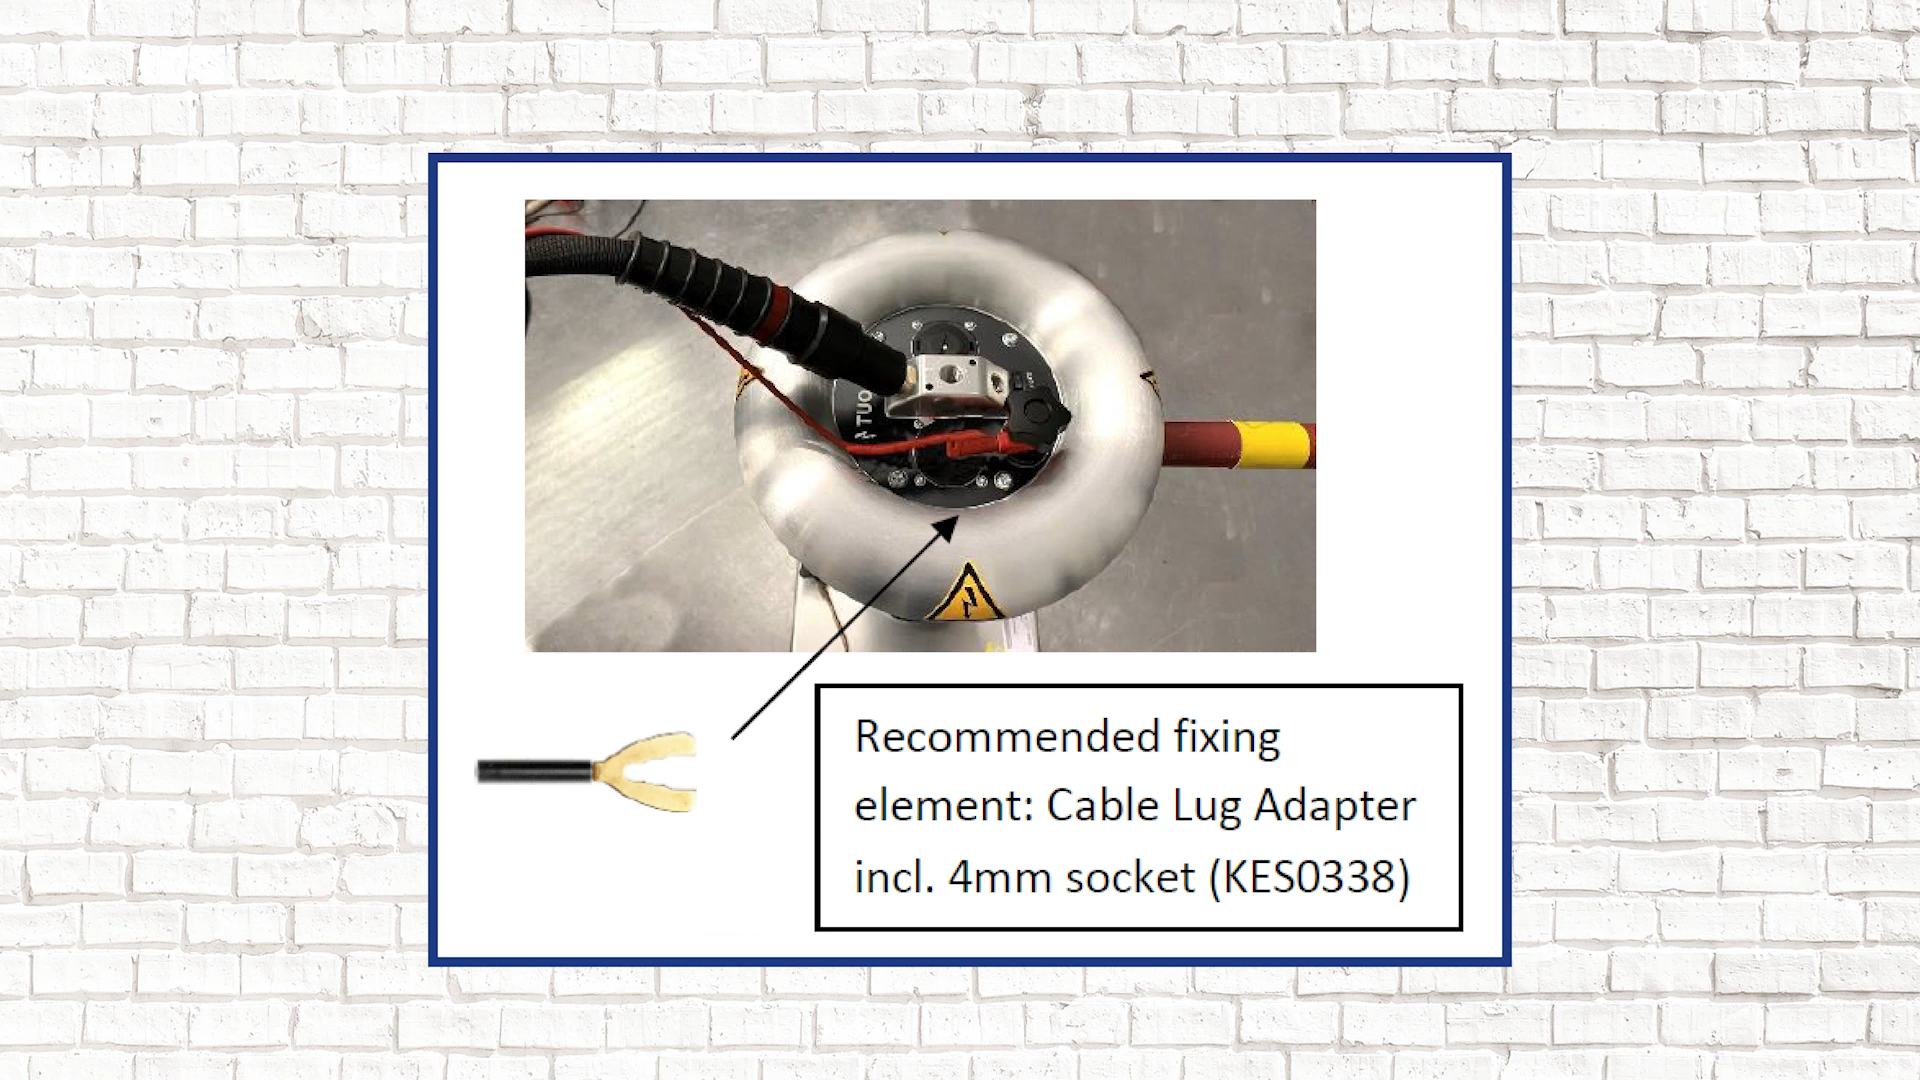 Recommended fixing
element: Cable Lug Adapter
incl. 4mm socket (KES0338)